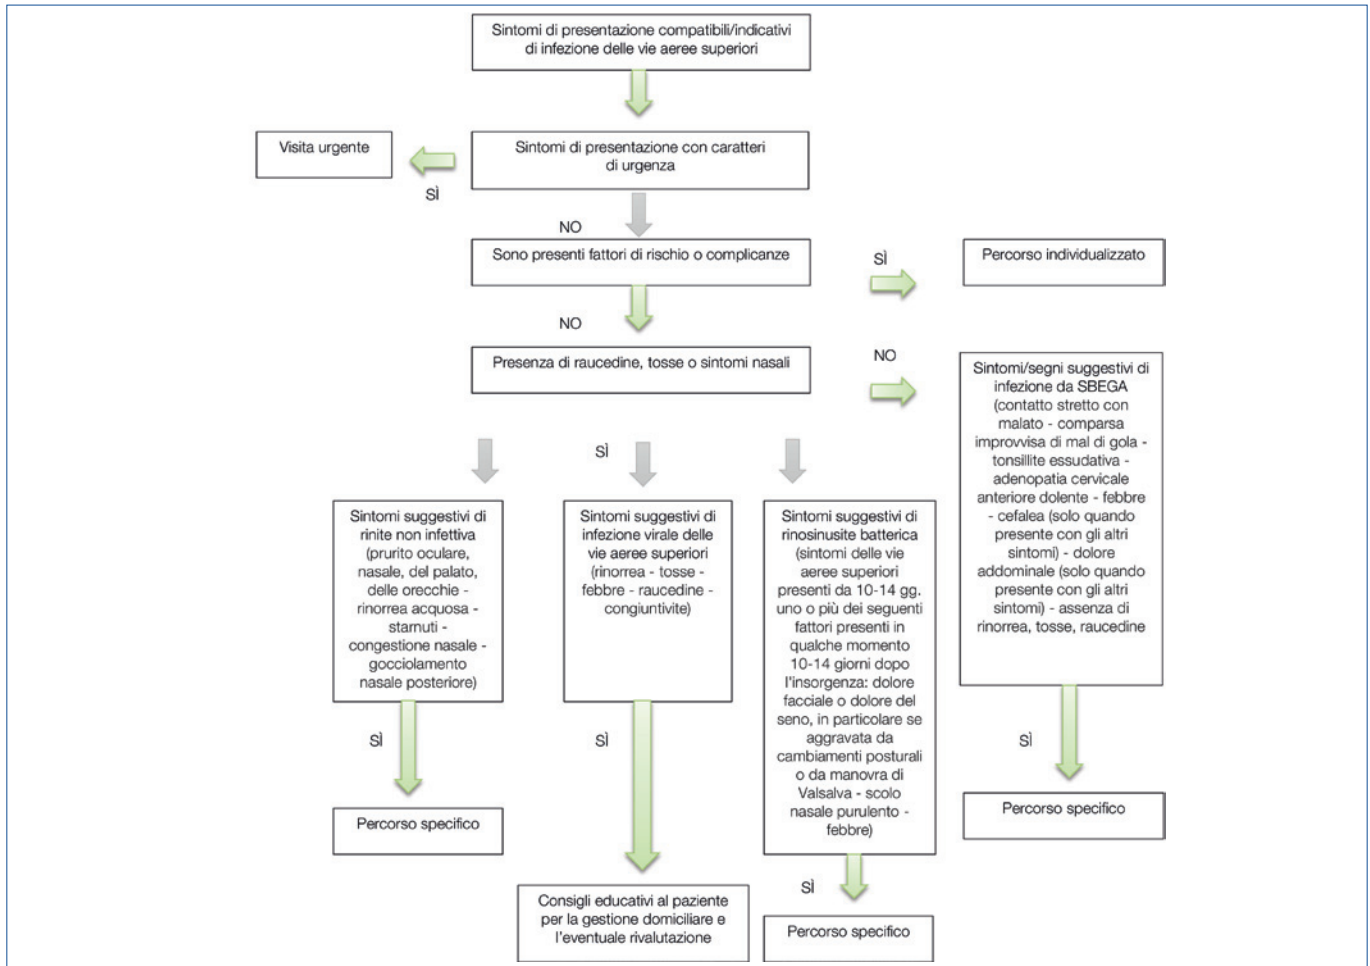 Sintomi di presentazione compatibili/indicativi
di infezione delle vie aeree superiori
Visita urgente
Sintomi di presentazione con caratteri
di urgenza
SÌ
NO
Sono presenti fattori di rischio o complicanze
SÌ
Percorso individualizzato
NO
Presenza di raucedine, tosse o sintomi nasali
NO
Sintomi/segni suggestivi di
infezione da SBEGA
(contatto stretto con
malato - comparsa
improvvisa di mal di gola -
tonsillite essudativa -
adenopatia cervicale
anteriore dolente - febbre
- cefalea (solo quando
presente con gli altri
sintomi) - dolore
addominale (solo quando
presente con gli altri
sintomi) - assenza di
rinorrea, tosse, raucedine
SÌ
Sintomi suggestivi di
rinite non infettiva
(prurito oculare,
nasale, del palato,
delle orecchie -
rinorrea acquosa -
starnuti -
congestione nasale -
gocciolamento
nasale posteriore)
Sintomi suggestivi di
infezione virale delle
vie aeree superiori
(rinorrea - tosse -
febbre - raucedine -
congiuntivite)
Sintomi suggestivi di
rinosinusite batterica
(sintomi delle vie
aeree superiori
presenti da 10-14 gg.
uno o più dei seguenti
fattori presenti in
qualche momento
10-14 giorni dopo
l'insorgenza: dolore
facciale o dolore del
seno, in particolare se
aggravata da
cambiamenti posturali
o da manovra di
Valsalva - scolo
nasale purulento -
febbre)
SÌ
SÌ
SÌ
Percorso specifico
Percorso specifico
SÌ
Consigli educativi al paziente
per la gestione domiciliare e
l'eventuale rivalutazione
Percorso specifico